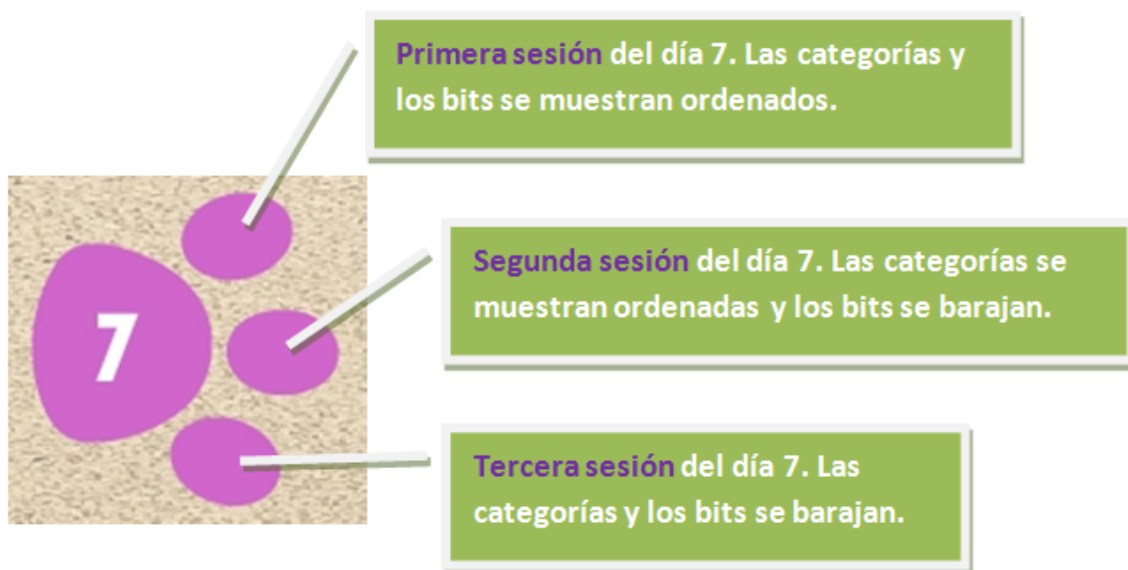 Primera sesión del día 7. Las categorías y
los bits se muestran ordenados.
7
Segunda sesión del día 7. Las categorías se
muestran ordenadas y los bits se barajan.
Tercera sesión del día 7. Las
categorías y los bits se barajan.